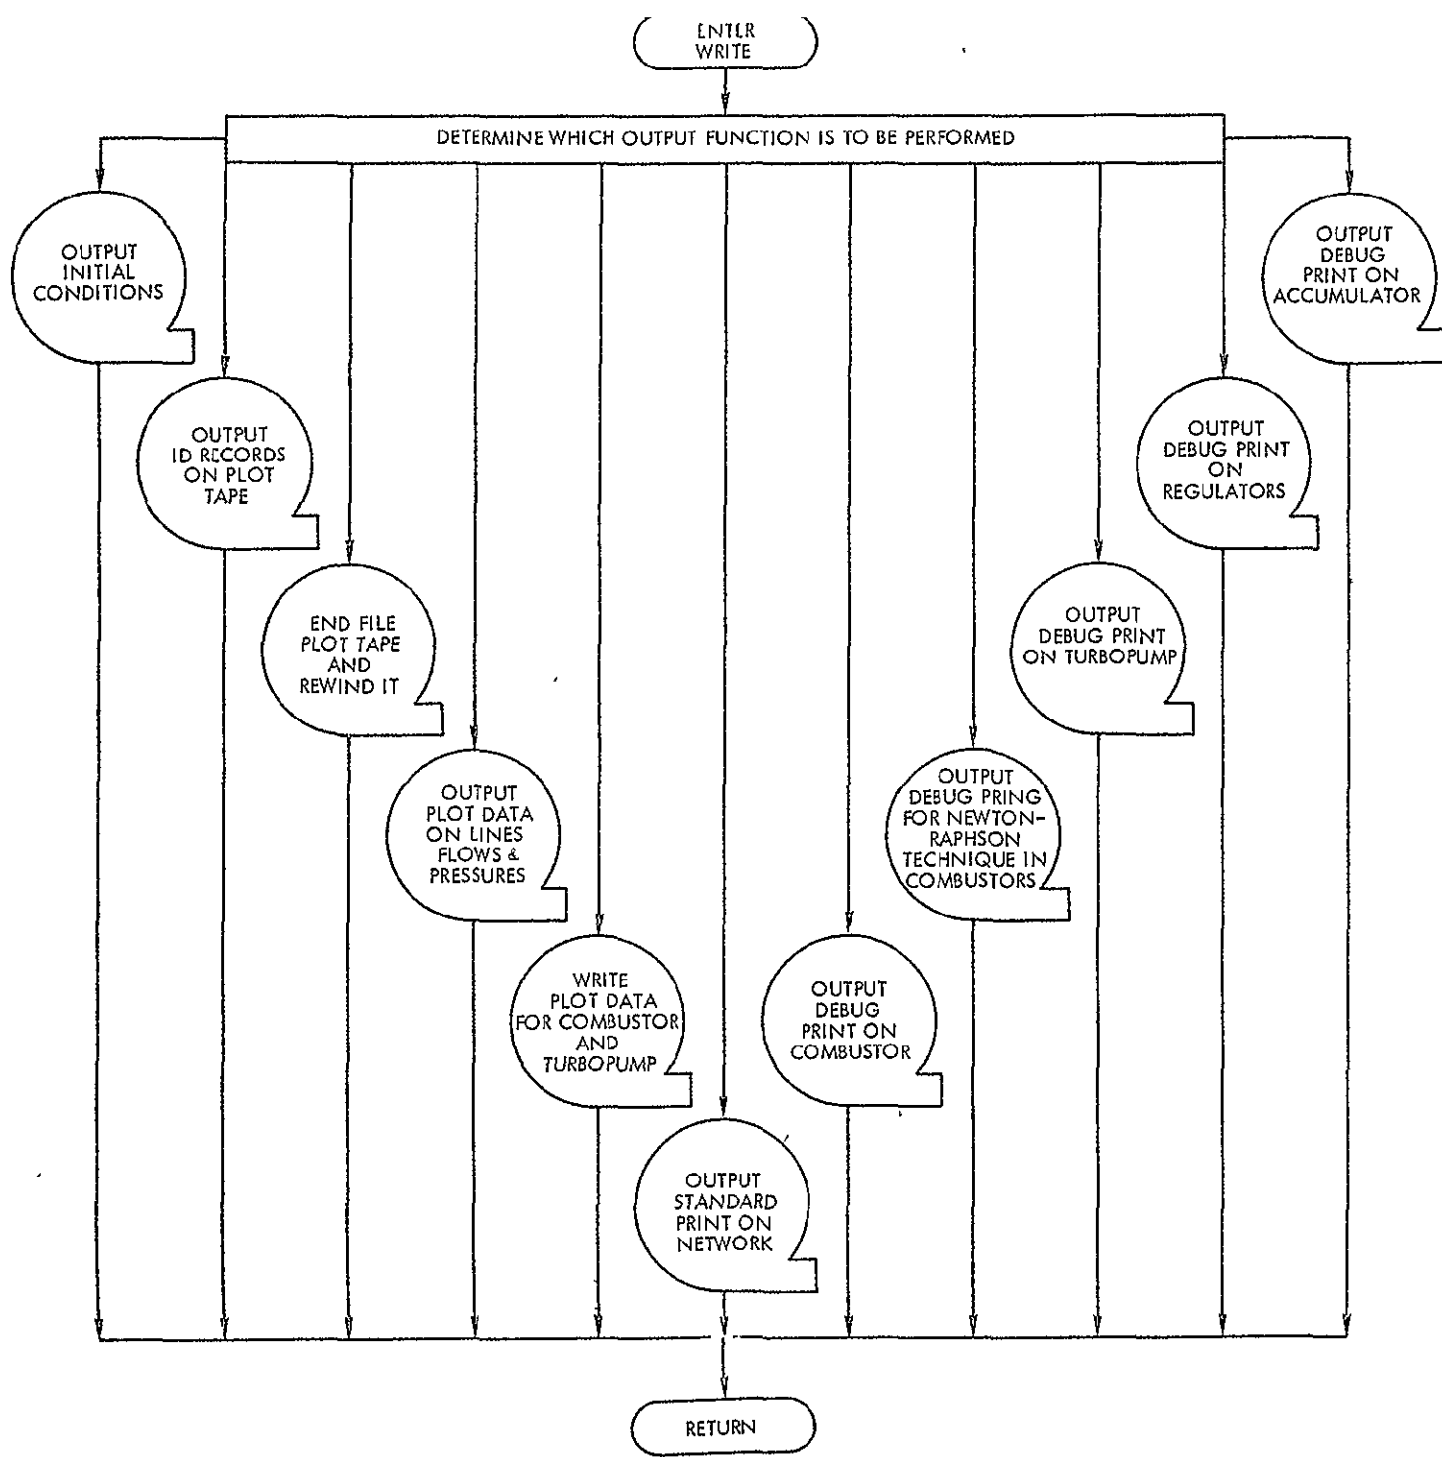 ENTER
WRITE
DETERMINE WHICH OUTPUT FUNCTION IS TO BE PERFORMED
OUTPUT
INITIAL
CONDITIONS
OUTPUT
DEBUG
PRINT ON
ACCUMULATOR
OUTPUT
ID RECORDS
ON PLOT
TAPE
OUTPUT
DEBUG PRINT
ON
REGULATORS
END FILE
PLOT TAPE
AND
REWIND IT
OUTPUT
DEBUG PRINT
ON TURBOPUMP
OUTPUT
PLOT DATA
ON LINES
FLOWS &
PRESSURES
OUTPUT
DEBUG PRING
FOR NEWTON-
RAPHSON
TECHNIQUE IN
COMBUSTORS
WRITE
PLOT DATA
FOR COMBUSTOR
AND
TURBOPUMP
OUTPUT
DEBUG
PRINT ON
COMBUSTOR
OUTPUT
STANDARD
PRINT ON
NETWORK
RETURN